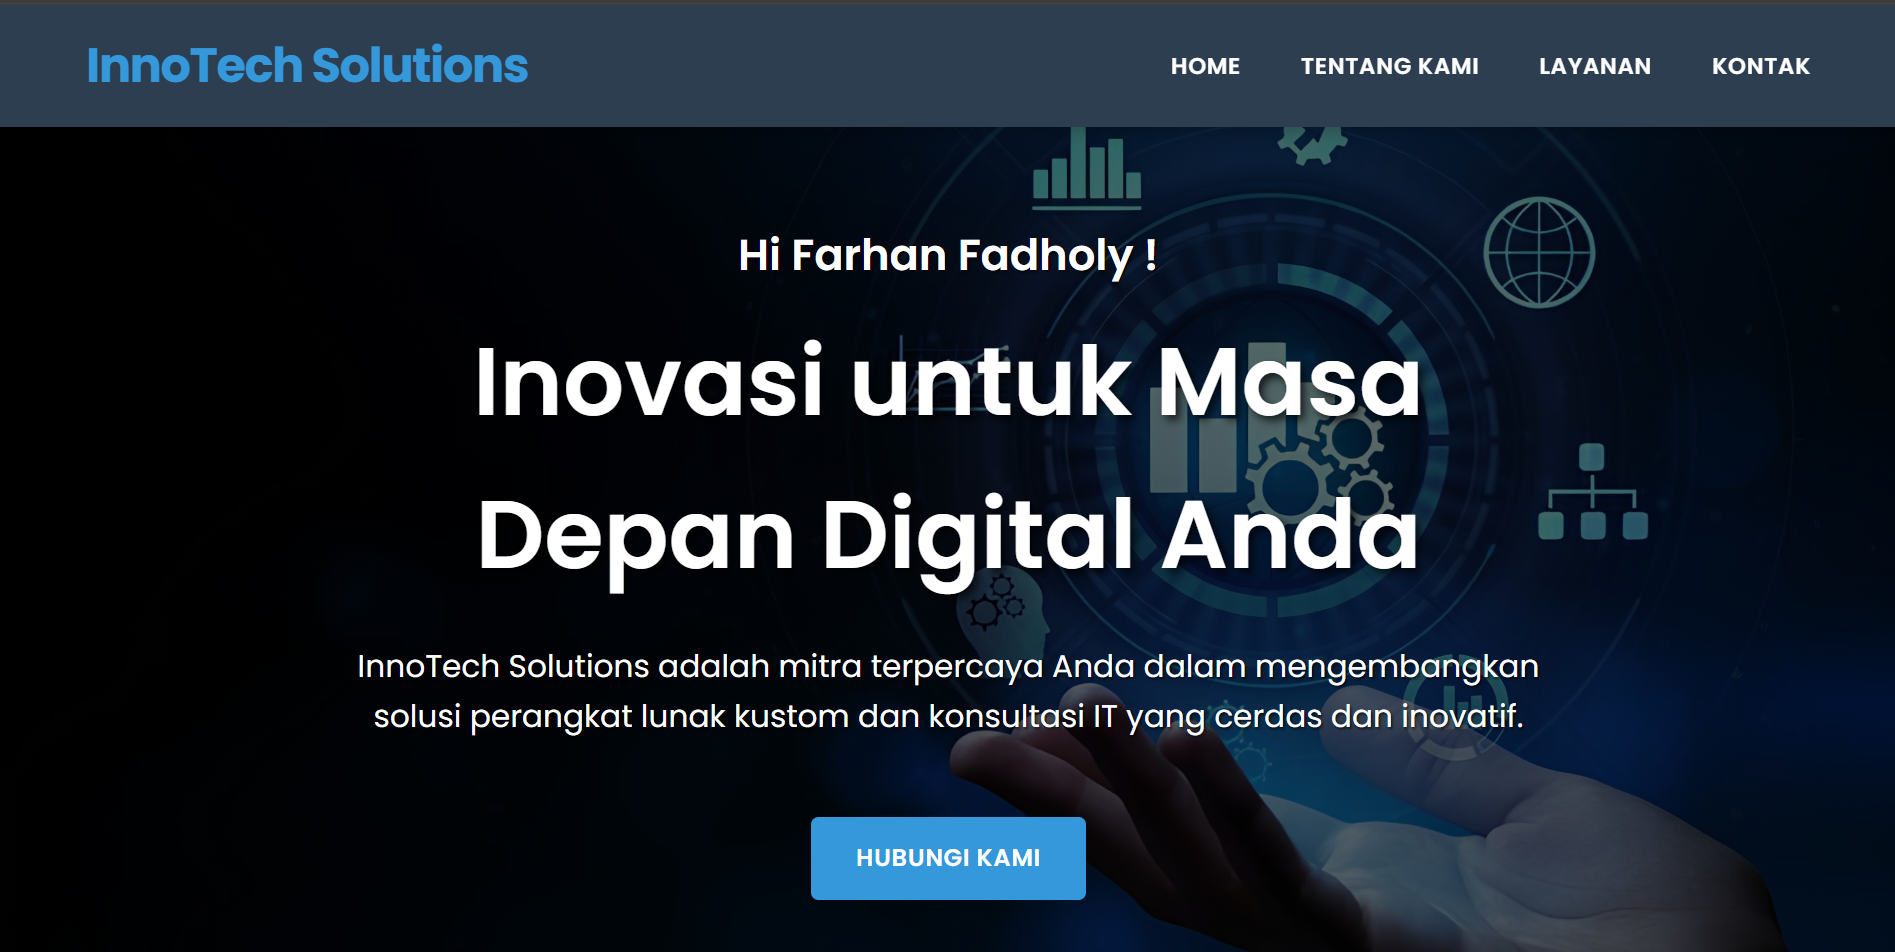 InnoTech Solutions
HOME TENTANG KAMI LAYANAN KONTAK
Hi Farhan Fadholy !
Inovasi untuk Masa
Depan Digital Anda
InnoTech Solutions adalah mitra terpercaya Anda dalam mengembangkan
solusi perangkat lunak kustom dan konsultasi IT yang cerdas dan inovatif.
HUBUNGI KAMI